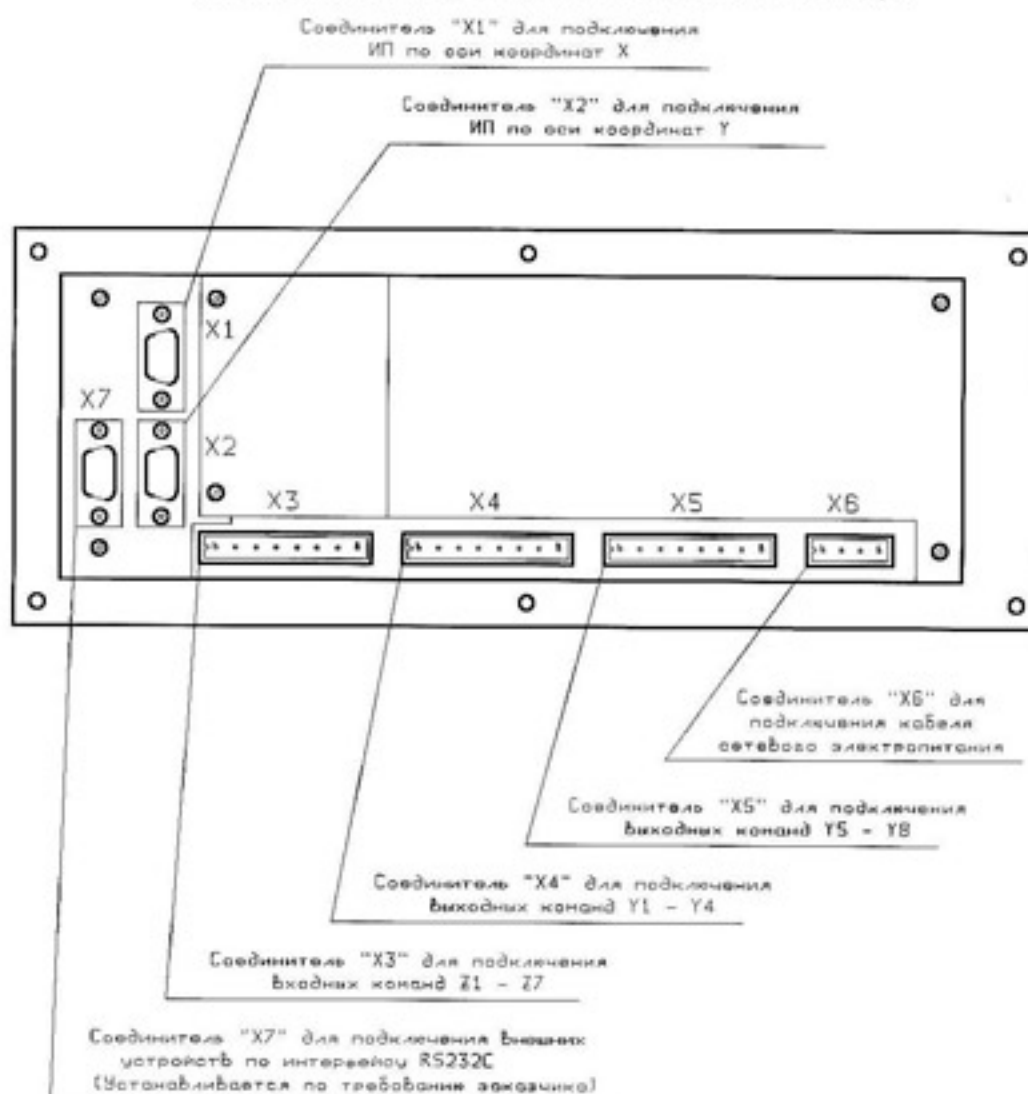 Соединитель "X1" для подключения
ИП по оси координат X
Соединитель "X2" для подключения
ИП по оси координат Y
X1
X7
X2
X3
X4
X5
X6
Соединитель "X6" для
подключения кабеля
сетевого электропитания
Соединитель "X5" для подключения
выходных команд Y5 - Y8
Соединитель "X4" для подключения
выходных команд Y1 - Y4
Соединитель "X3" для подключения
входных команд Z1 - Z7
Соединитель "X7" для подключения внешних
устройств по интерфейсу RS232C
(Устанавливается по требованию заказчика)